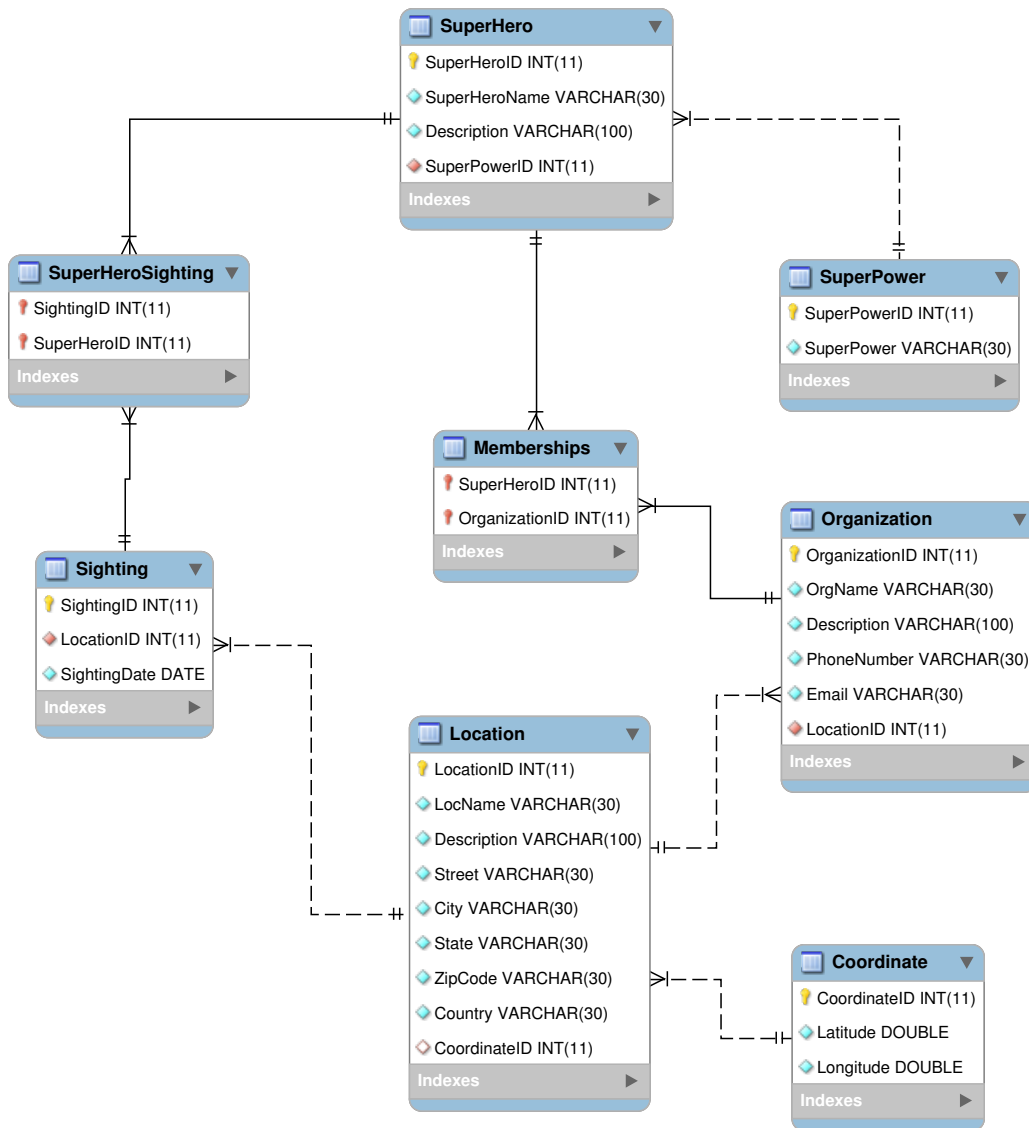 SuperHero
SuperHeroID INT(11)
SuperHeroName VARCHAR(30)
Description VARCHAR(100)
SuperPowerID INT(11)
Indexes
SuperHeroSighting
SightingID INT(11)
SuperHeroID INT(11)
Indexes
SuperPower
SuperPowerID INT(11)
SuperPower VARCHAR(30)
Indexes
Memberships
SuperHeroID INT(11)
OrganizationID INT(11)
Indexes
Organization
OrganizationID INT(11)
OrgName VARCHAR(30)
Description VARCHAR(100)
PhoneNumber VARCHAR(30)
Email VARCHAR(30)
LocationID INT(11)
Indexes
Sighting
SightingID INT(11)
LocationID INT(11)
SightingDate DATE
Indexes
Location
LocationID INT(11)
LocName VARCHAR(30)
Description VARCHAR(100)
Street VARCHAR(30)
City VARCHAR(30)
State VARCHAR(30)
ZipCode VARCHAR(30)
Country VARCHAR(30)
CoordinateID INT(11)
Indexes
Coordinate
CoordinateID INT(11)
Latitude DOUBLE
Longitude DOUBLE
Indexes